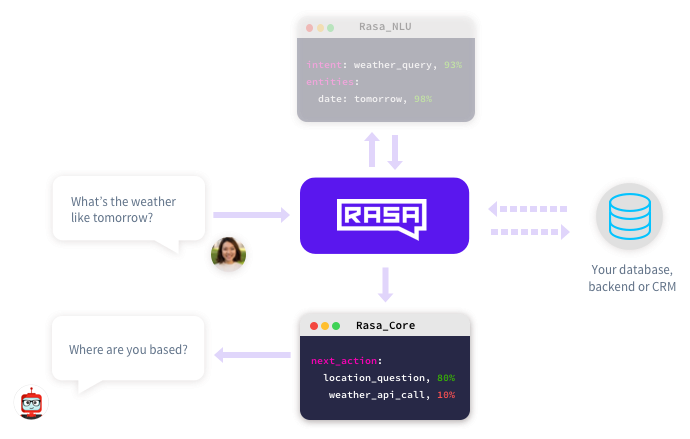 Rasa_NLU
intent: weather_query, 93%
entities:
date: tomorrow, 98%
What's the weather
like tomorrow?
RASA
Your database,
backend or CRM
Rasa_Core
next_action:
location_question, 80%
weather_api_call, 10%
Where are you based?